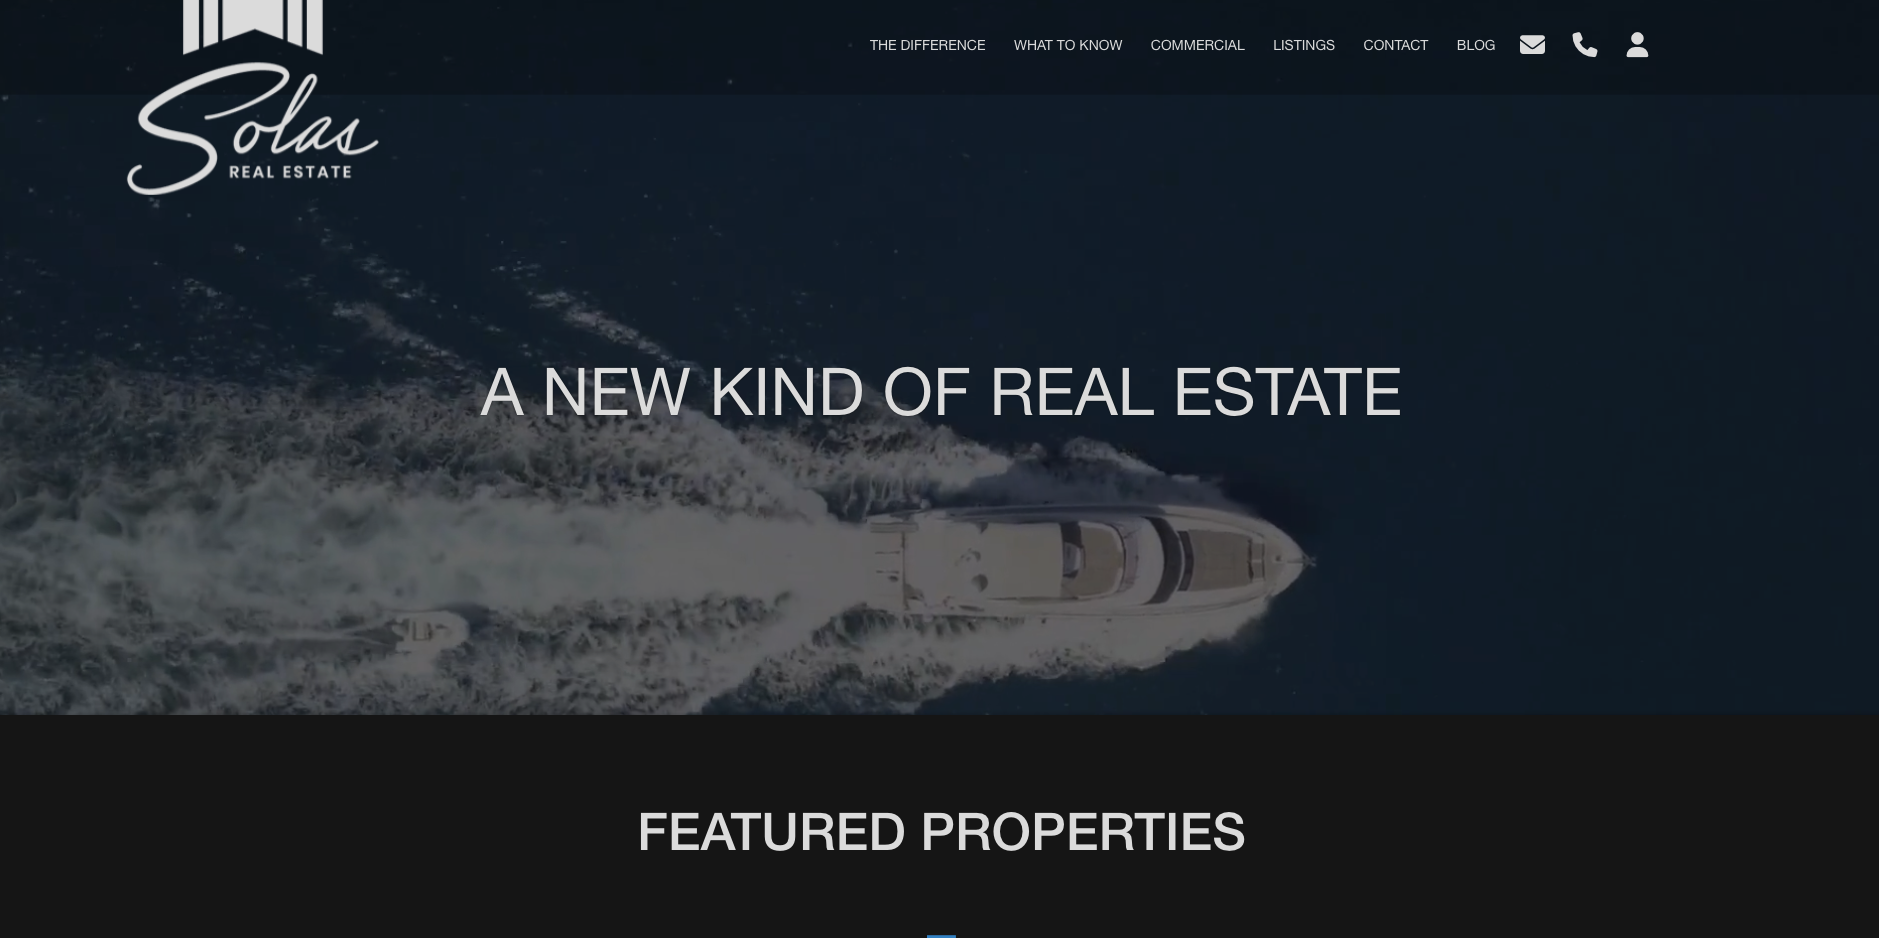 THE DIFFERENCE WHAT TO KNOW COMMERCIAL LISTINGS CONTACT BLOG
Solas
REAL ESTATE
A NEW KIND OF REAL ESTATE
FEATURED PROPERTIES